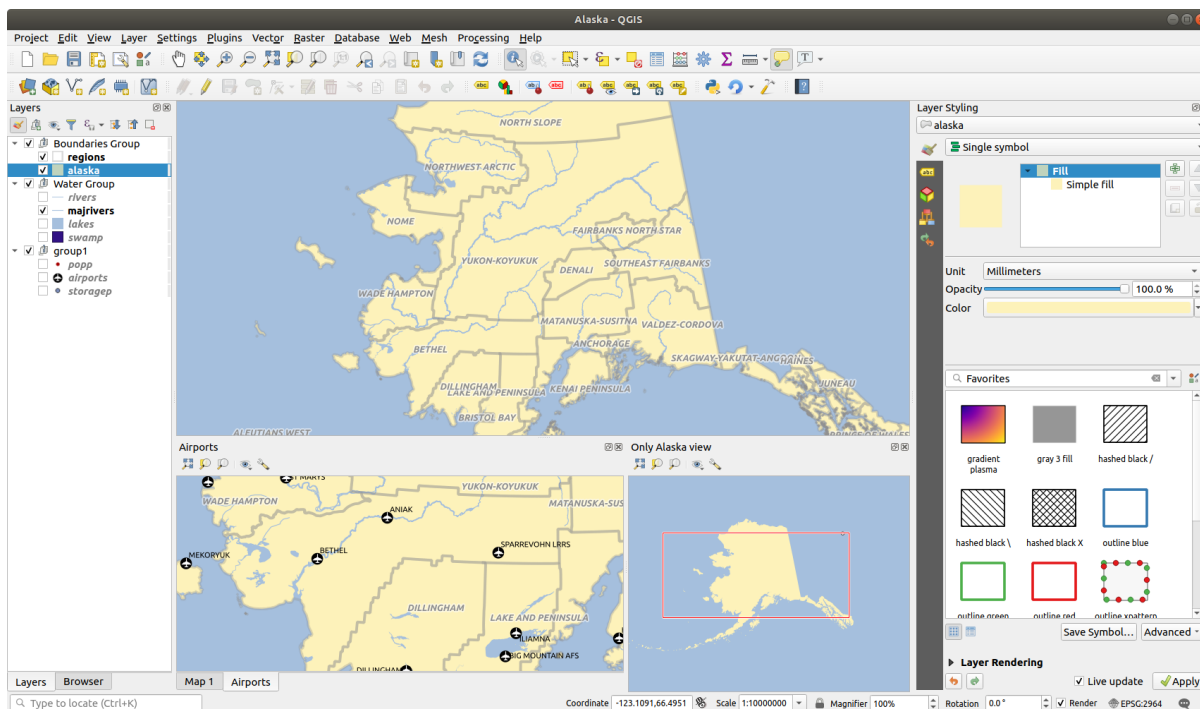 Alaska - QGIS
Project Edit View Layer Settings Plugins Vector Raster Database Web Mesh Processing Help
Layers
Boundaries Group
regions
alaska
Water Group
rivers
majrivers
lakes
swamp
group1
popp
airports
storagep
Layers Browser
Type to locate (Ctrl+K)
NORTH SLOPE
NORTHWEST ARCTIC
NOME
FAIRBANKS NORTH STAR
YUKON-KOYUKUK
DENALI
SOUTHEAST FAIRBANKS
WADE HAMPTON
MATANUSKA-SUSITNA
VALDEZ-CORDOVA
ANCHORAGE
BETHEL
SKAGWAY-YAKUTAT-ANGOON
HAINES
DILLINGHAM
LAKE AND PENINSULA
KENAI PENINSULA
JUNEAU
BRISTOL BAY
ALEUTIANS WEST
Airports
YUKON-KOYUKUK
WADE HAMPTON
MATANUSKA-SUS
ANIAK
SPARREVOHN LRRS
BETHEL
MEKORYUK
DILLINGHAM
LAKE AND PENINSULA
ILIAMNA
BIG MOUNTAIN AFS
Map 1 Airports
Only Alaska view
Layer Styling
alaska
Single symbol
Fill
Simple fill
Unit Millimeters
Opacity 100.0 %
Color
Favorites
gradient plasma
gray 3 fill
hashed black /
hashed black \
hashed black X
outline blue
outline green
outline red
outline xpattern
Save Symbol... Advanced
Layer Rendering
Live update Apply
Coordinate -123.1091,66.4951 Scale 1:10000000 Magnifier 100% Rotation 0.0° Render EPSG:2964